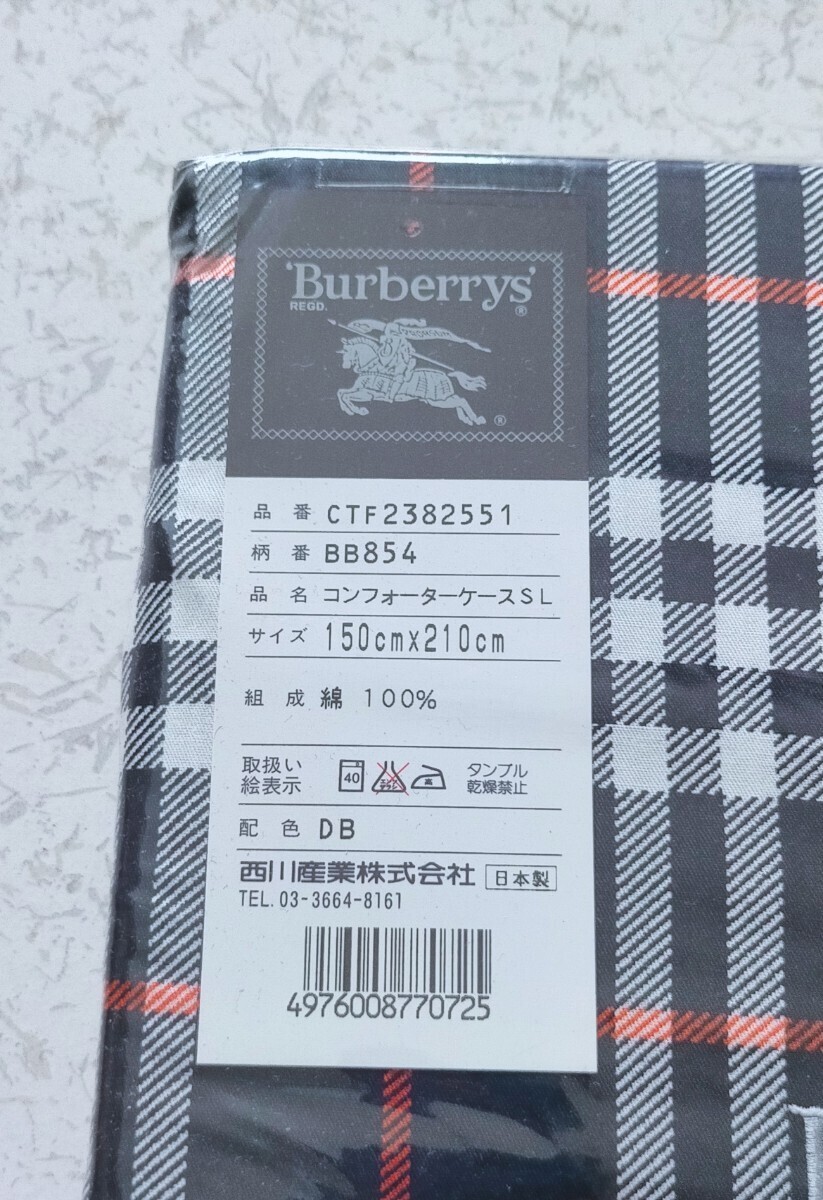 'Burberrys'®
REGD.
®
品番 CTF2382551
柄番 BB854
品名 コンフォーターケースSL
サイズ 150cm×210cm
組成 綿 100%
取扱い絵表示 40 高 タンブル乾燥禁止
配色 DB
西川産業株式会社 日本製
TEL. 03-3664-8161
4976008770725